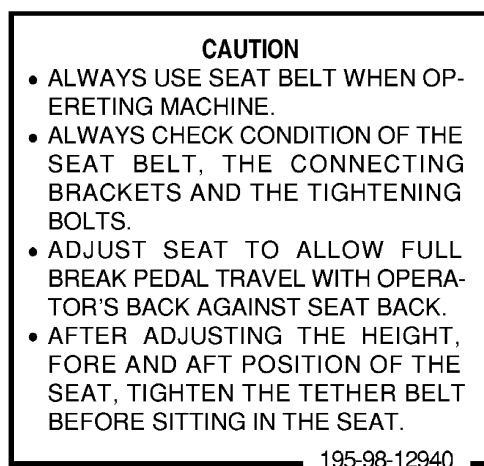 CAUTION
• ALWAYS USE SEAT BELT WHEN OP-
ERETING MACHINE.
• ALWAYS CHECK CONDITION OF THE
SEAT BELT, THE CONNECTING
BRACKETS AND THE TIGHTENING
BOLTS.
• ADJUST SEAT TO ALLOW FULL
BREAK PEDAL TRAVEL WITH OPERA-
TOR'S BACK AGAINST SEAT BACK.
• AFTER ADJUSTING THE HEIGHT,
FORE AND AFT POSITION OF THE
SEAT, TIGHTEN THE TETHER BELT
BEFORE SITTING IN THE SEAT.
195-98-12940